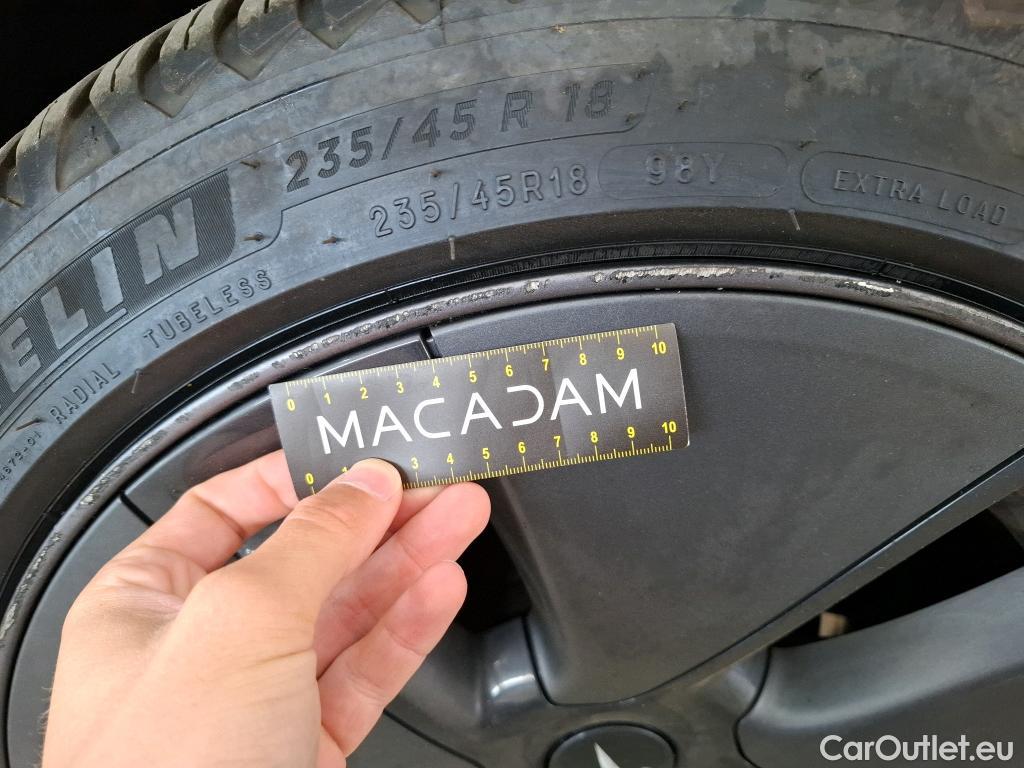 235/45 R 18
235/45R18 98Y EXTRA LOAD
ELIN
RADIAL TUBELESS
0 1 2 3 4 5 6 7 8 9 10
MACADAM
0 1 3 4 5 6 7 8 9 10
CarOutlet.eu